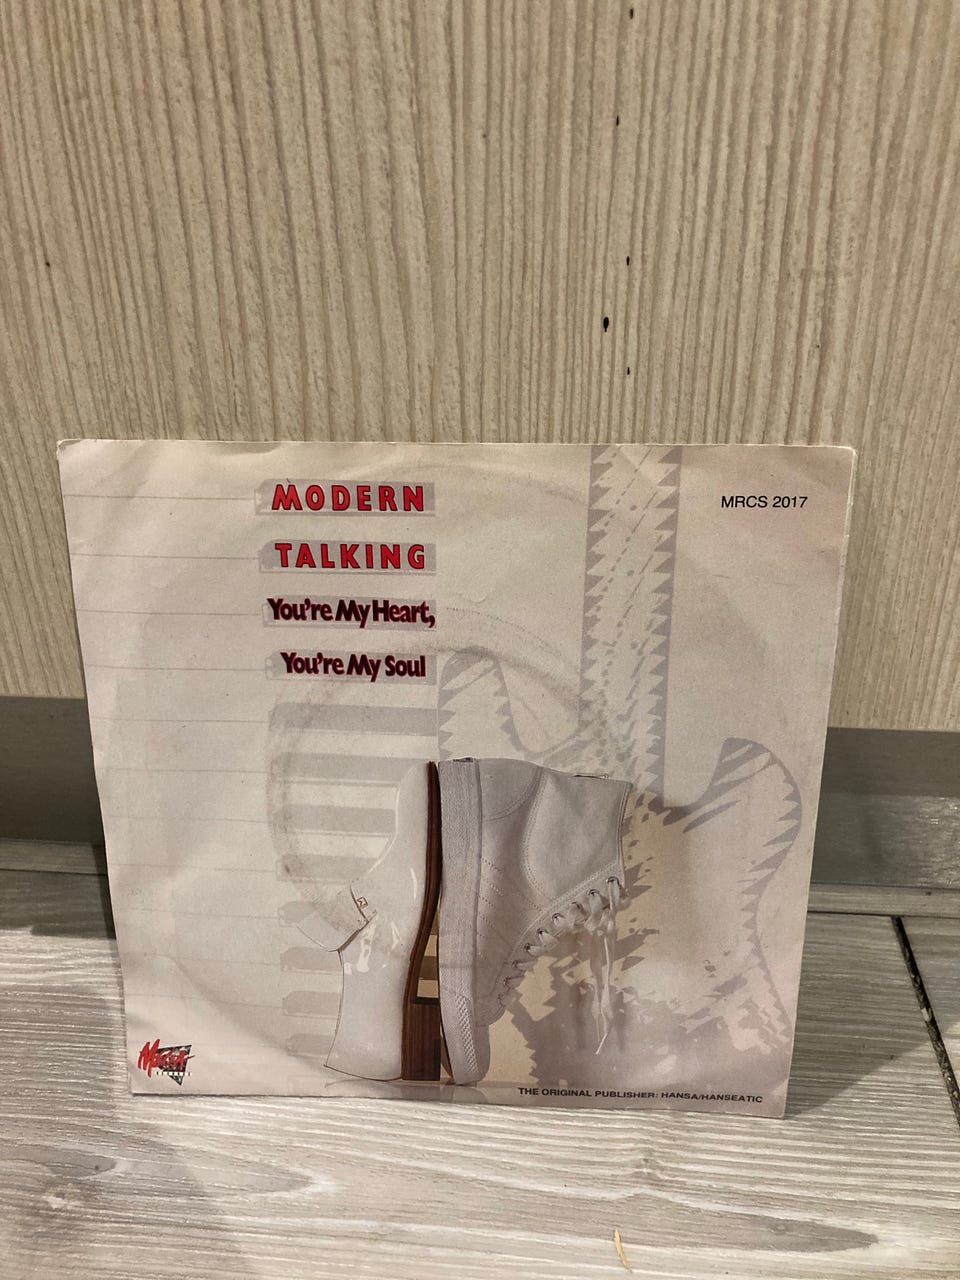 MODERN
TALKING
You're My Heart,
You're My Soul
MRCS 2017
THE ORIGINAL PUBLISHER: HANSA/HANSEATIC